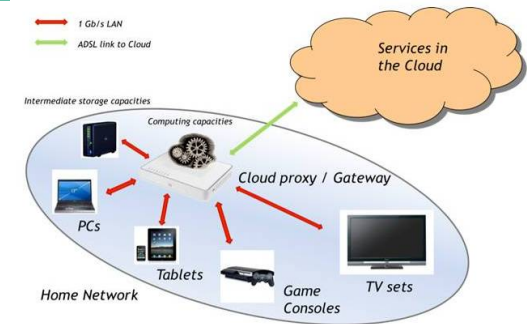 1 Gb/s LAN
ADSL link to Cloud
Services in
the Cloud
Intermediate storage capacities
Computing capacities
Cloud proxy / Gateway
PCs
Tablets
Game
Consoles
TV sets
Home Network